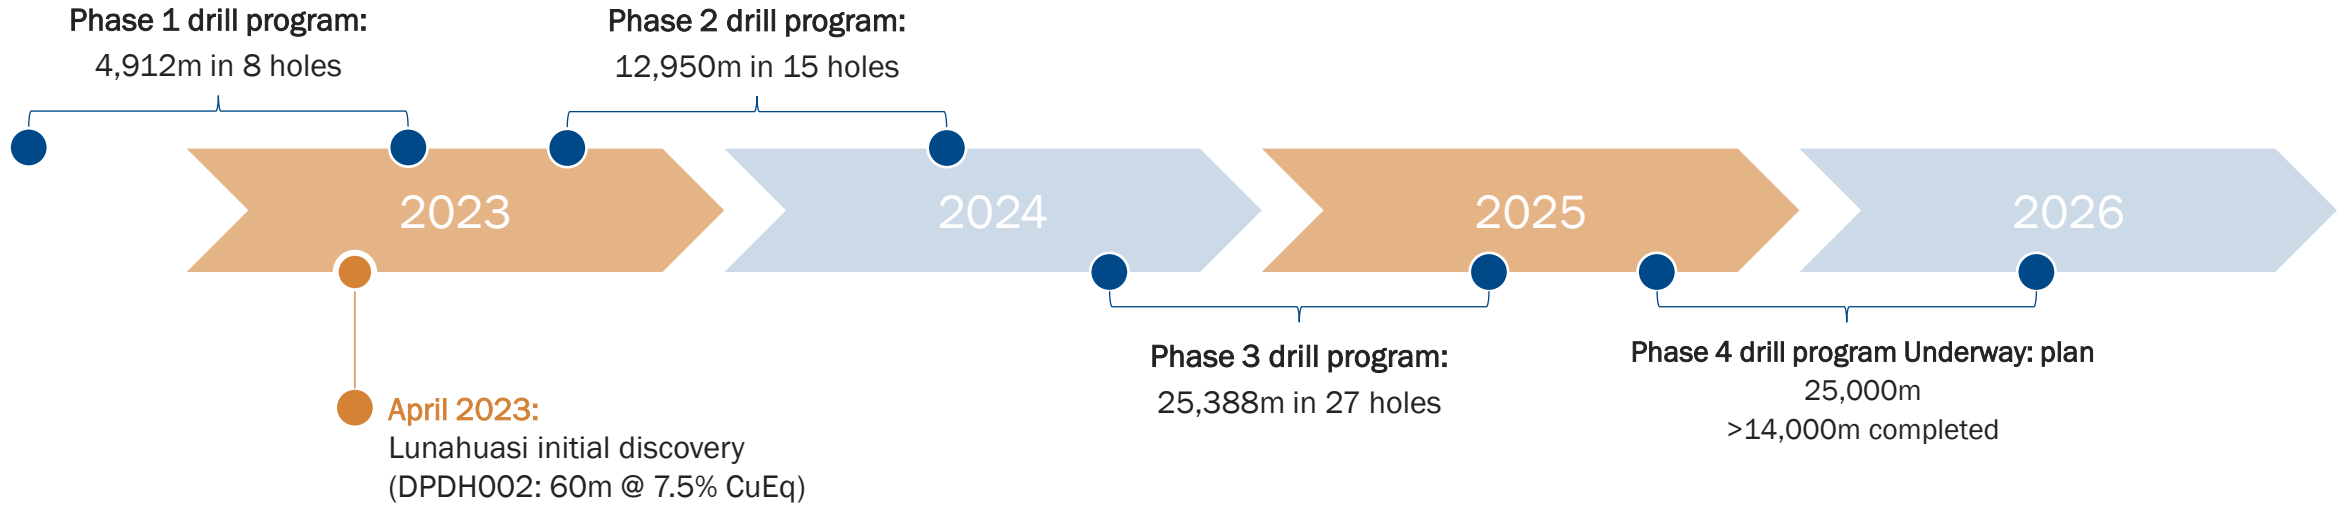 Phase 1 drill program:
4,912m in 8 holes
Phase 2 drill program:
12,950m in 15 holes
2023
2024
2025
2026
April 2023:
Lunahuasi initial discovery
(DPDH002: 60m @ 7.5% CuEq)
Phase 3 drill program:
25,388m in 27 holes
Phase 4 drill program Underway: plan
25,000m
>14,000m completed